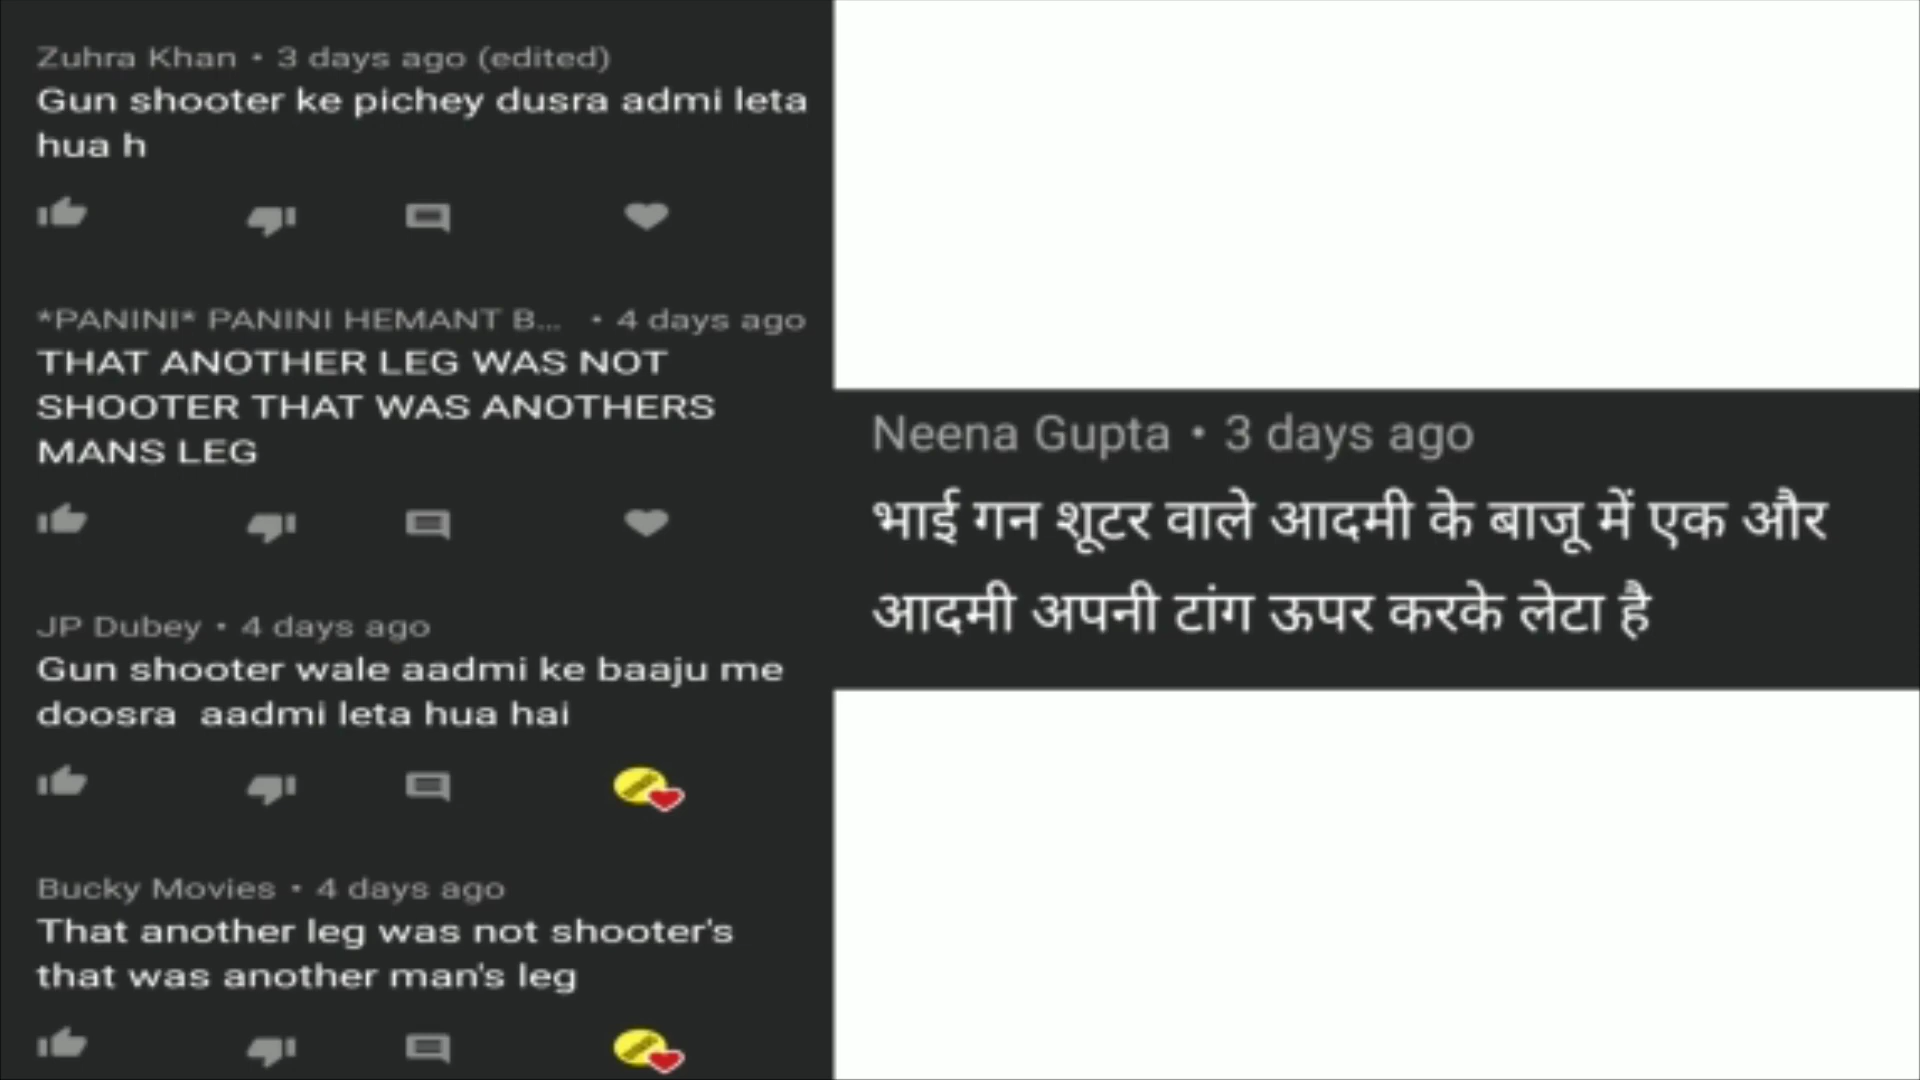 Zuhra Khan • 3 days ago (edited)
Gun shooter ke pichey dusra admi leta
hua h
*PANINI* PANINI HEMANT B... • 4 days ago
THAT ANOTHER LEG WAS NOT
SHOOTER THAT WAS ANOTHERS
MANS LEG
JP Dubey • 4 days ago
Gun shooter wale aadmi ke baaju me
doosra aadmi leta hua hai
Bucky Movies • 4 days ago
That another leg was not shooter's
that was another man's leg
Neena Gupta • 3 days ago
भाई गन शूटर वाले आदमी के बाजू में एक और
आदमी अपनी टांग ऊपर करके लेटा है